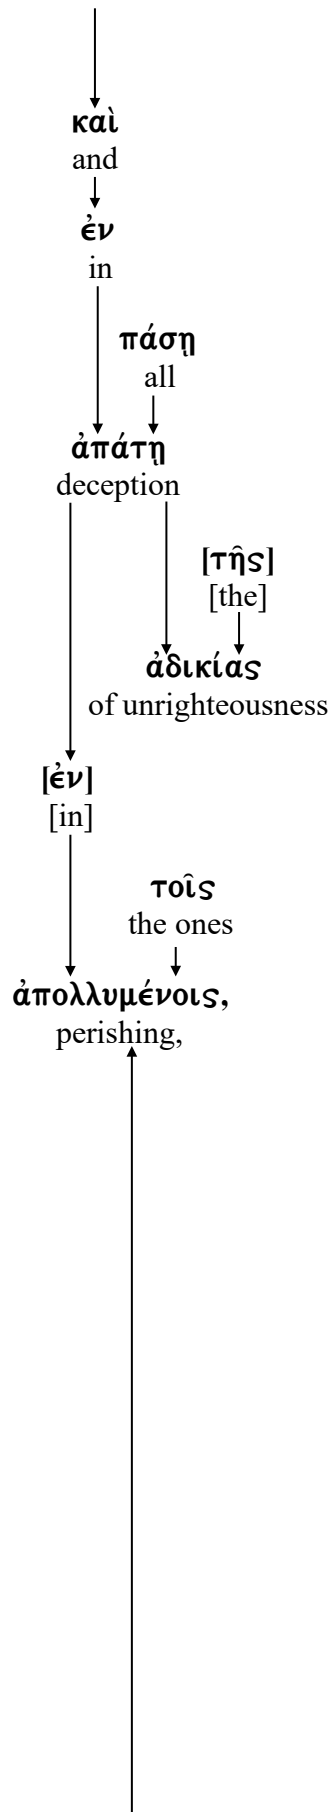 καὶ
and
ἐν
in
πάσῃ
all
ἀπάτῃ
deception
[τῆς]
[the]
ἀδικίας
of unrighteousness
[ἐν]
[in]
τοῖς
the ones
ἀπολλυμένοις,
perishing,